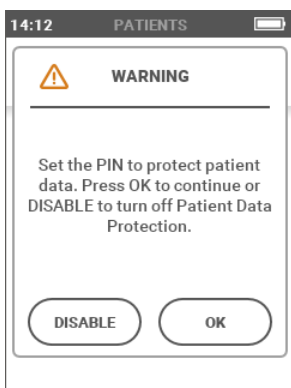 14:12 PATIENTS
WARNING
Set the PIN to protect patient
data. Press OK to continue or
DISABLE to turn off Patient Data
Protection.
DISABLE OK